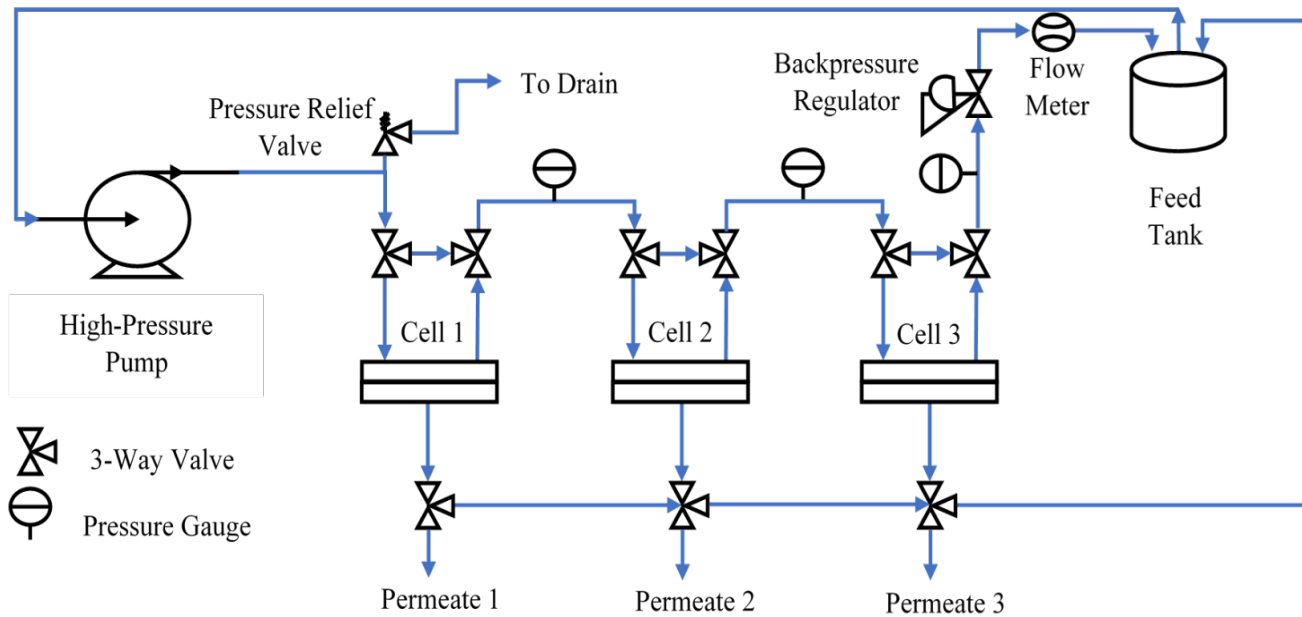 To Drain
Pressure Relief
Valve
Backpressure
Regulator
Flow
Meter
Feed
Tank
High-Pressure
Pump
Cell 1
Cell 2
Cell 3
3-Way Valve
Pressure Gauge
Permeate 1
Permeate 2
Permeate 3